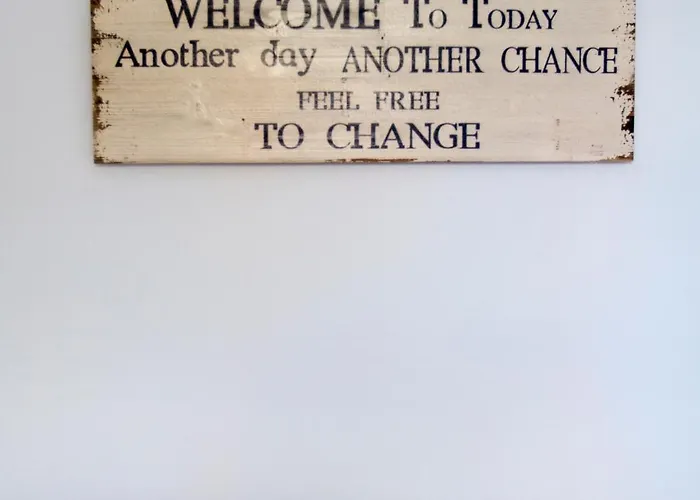 WELCOME To TODAY
Another day ANOTHER CHANCE
FEEL FREE
TO CHANGE